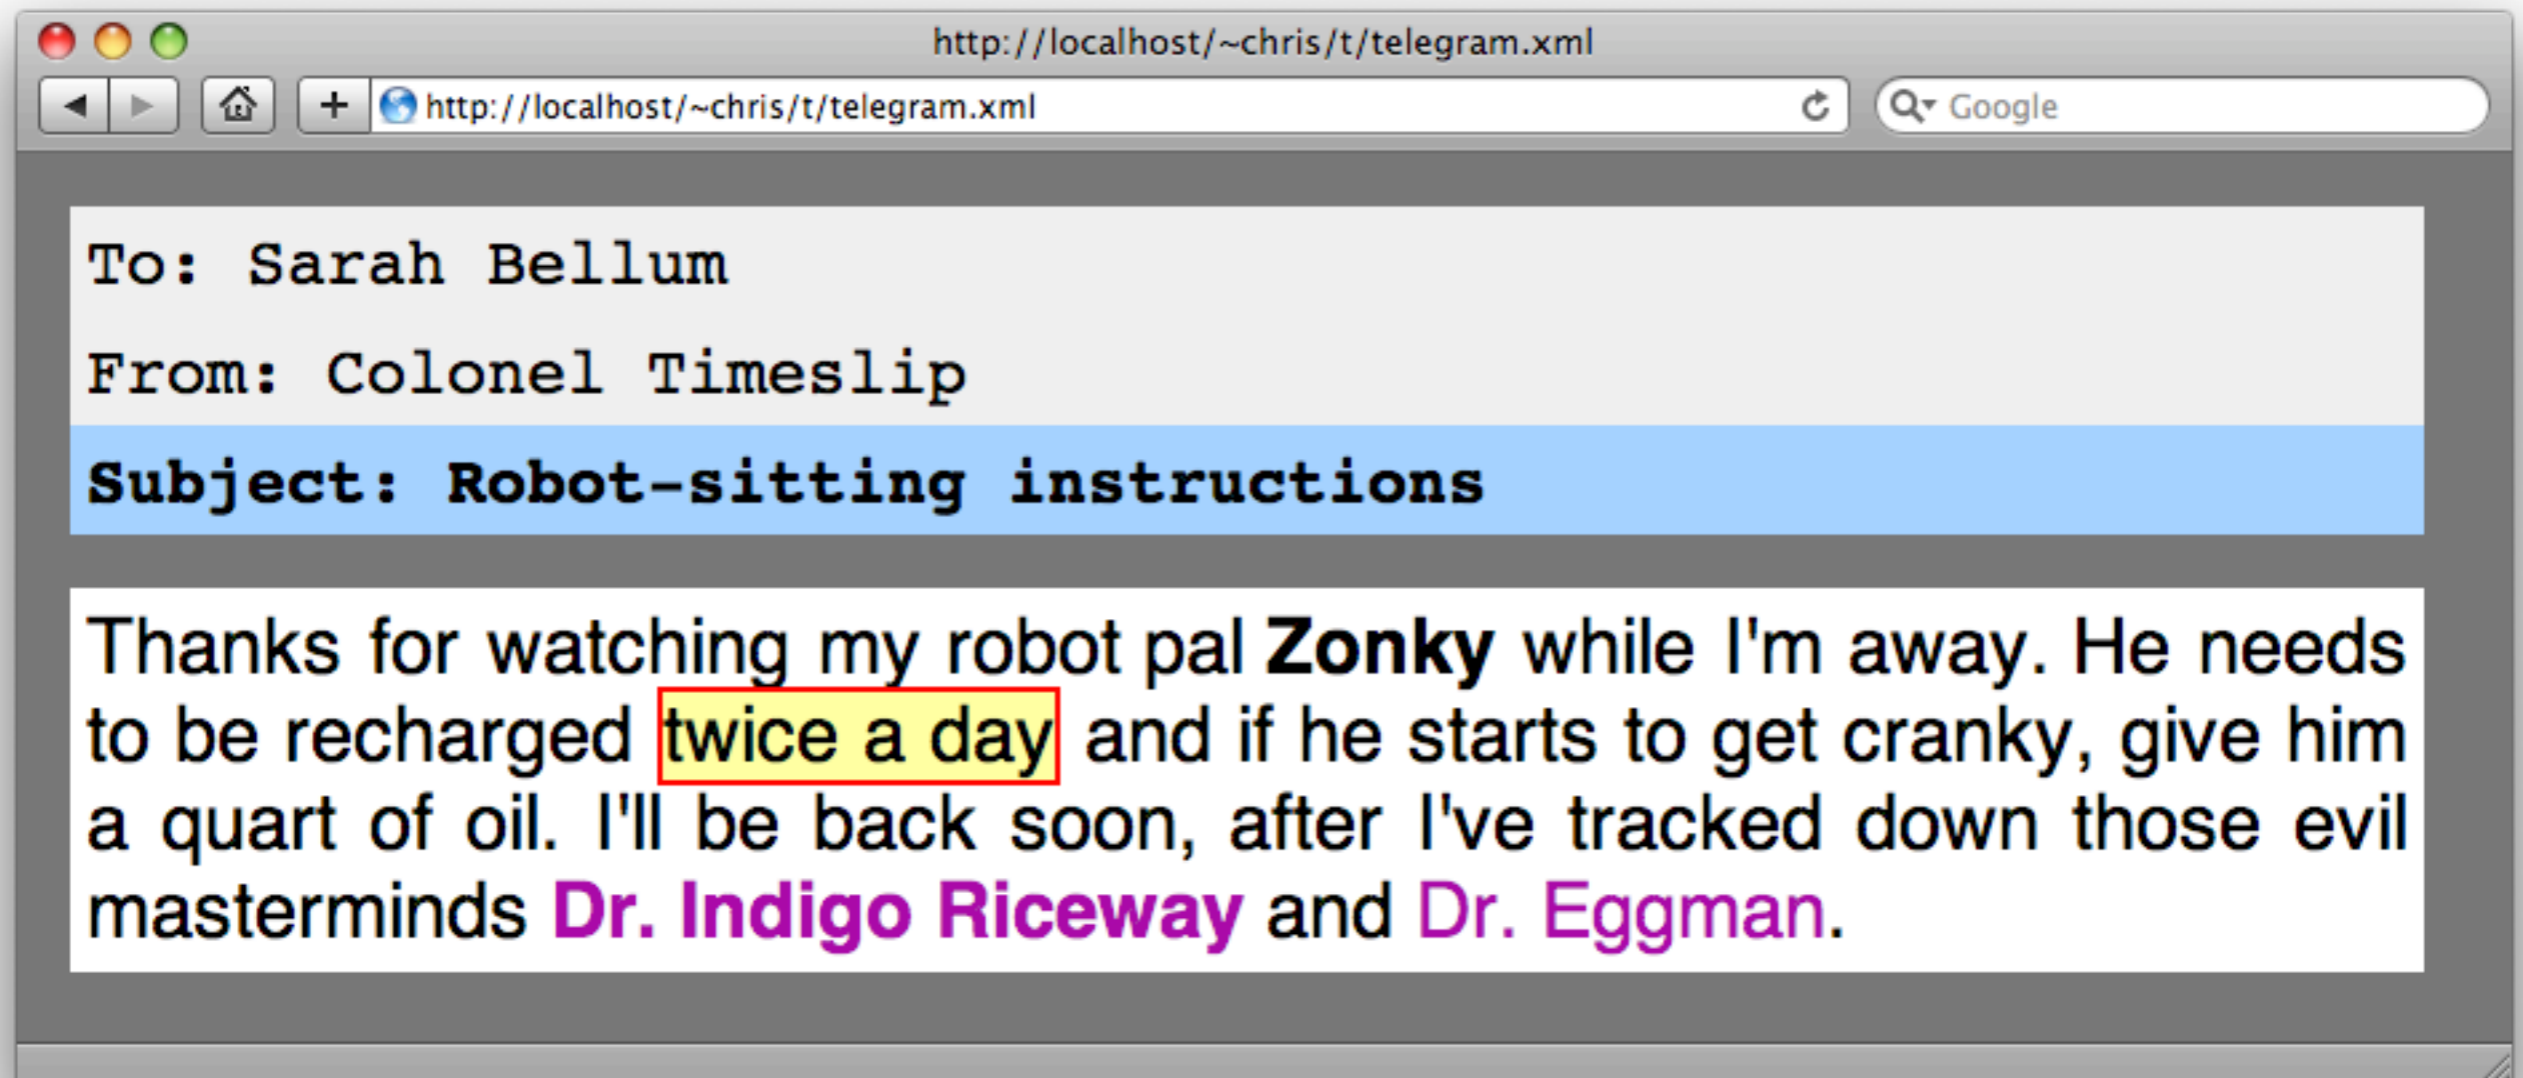 http://localhost/~chris/t/telegram.xml
http://localhost/~chris/t/telegram.xml
Google
To: Sarah Bellum
From: Colonel Timeslip
Subject: Robot-sitting instructions
Thanks for watching my robot pal Zonky while I'm away. He needs
to be recharged twice a day and if he starts to get cranky, give him
a quart of oil. I'll be back soon, after I've tracked down those evil
masterminds Dr. Indigo Riceway and Dr. Eggman.